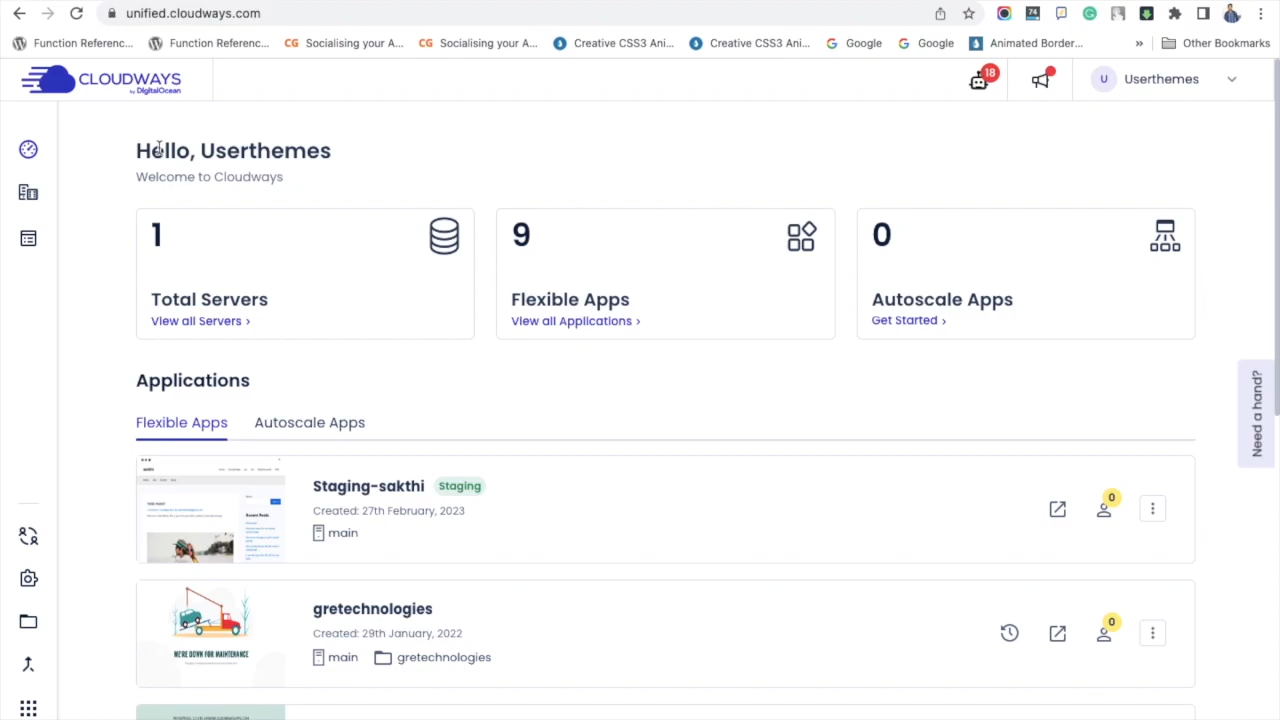 unified.cloudways.com
74
Function Referenc...
Function Referenc...
CG Socialising your A...
CG Socialising your A...
Creative CSS3 Ani...
Creative CSS3 Ani...
Google
Google
Animated Border...
»
Other Bookmarks
CLOUDWAYS
by DigitalOcean
18
U
Userthemes
Hello, Userthemes
Welcome to Cloudways
1
9
0
Total Servers
Flexible Apps
Autoscale Apps
View all Servers ›
View all Applications ›
Get Started ›
Need a hand?
Applications
Flexible Apps
Autoscale Apps
Staging-sakthi
Staging
Created: 27th February, 2023
0
main
gretechnologies
Created: 29th January, 2022
0
main
gretechnologies
WE'RE DOWN FOR MAINTENANCE